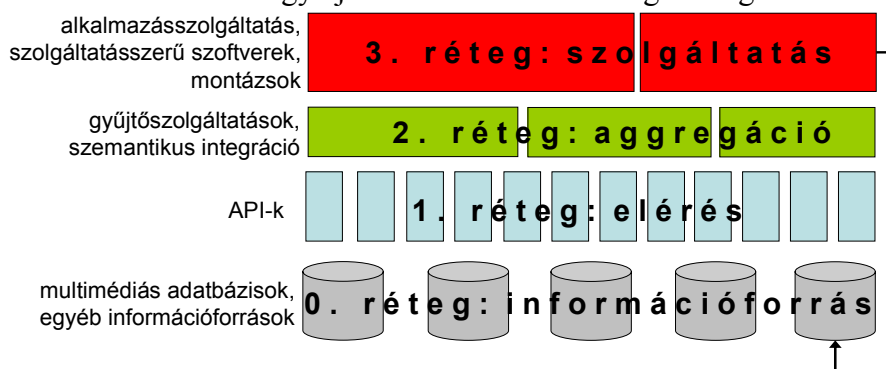 alkalmazásszolgáltatás,
szolgáltatásszerű szoftverek,
montázsok
3. réteg: szolgáltatás
gyűjtőszolgáltatások,
szemantikus integráció
2. réteg: aggregáció
API-k
1. réteg: elérés
multimédiás adatbázisok,
egyéb információforrások
0. réteg: információforrás